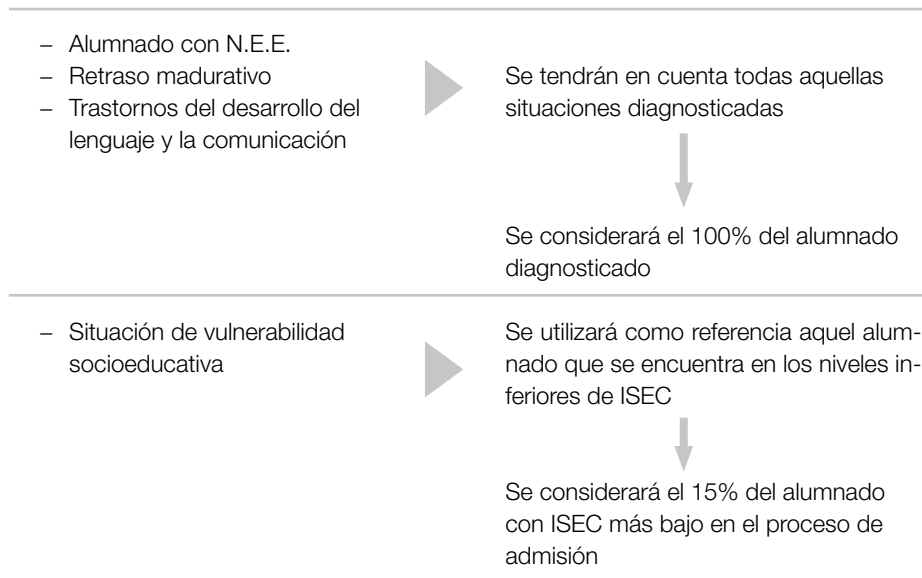 – Alumnado con N.E.E.
– Retraso madurativo
– Trastornos del desarrollo del
lenguaje y la comunicación
Se tendrán en cuenta todas aquellas
situaciones diagnosticadas
Se considerará el 100% del alumnado
diagnosticado
– Situación de vulnerabilidad
socioeducativa
Se utilizará como referencia aquel alum-
nado que se encuentra en los niveles in-
feriores de ISEC
Se considerará el 15% del alumnado
con ISEC más bajo en el proceso de
admisión